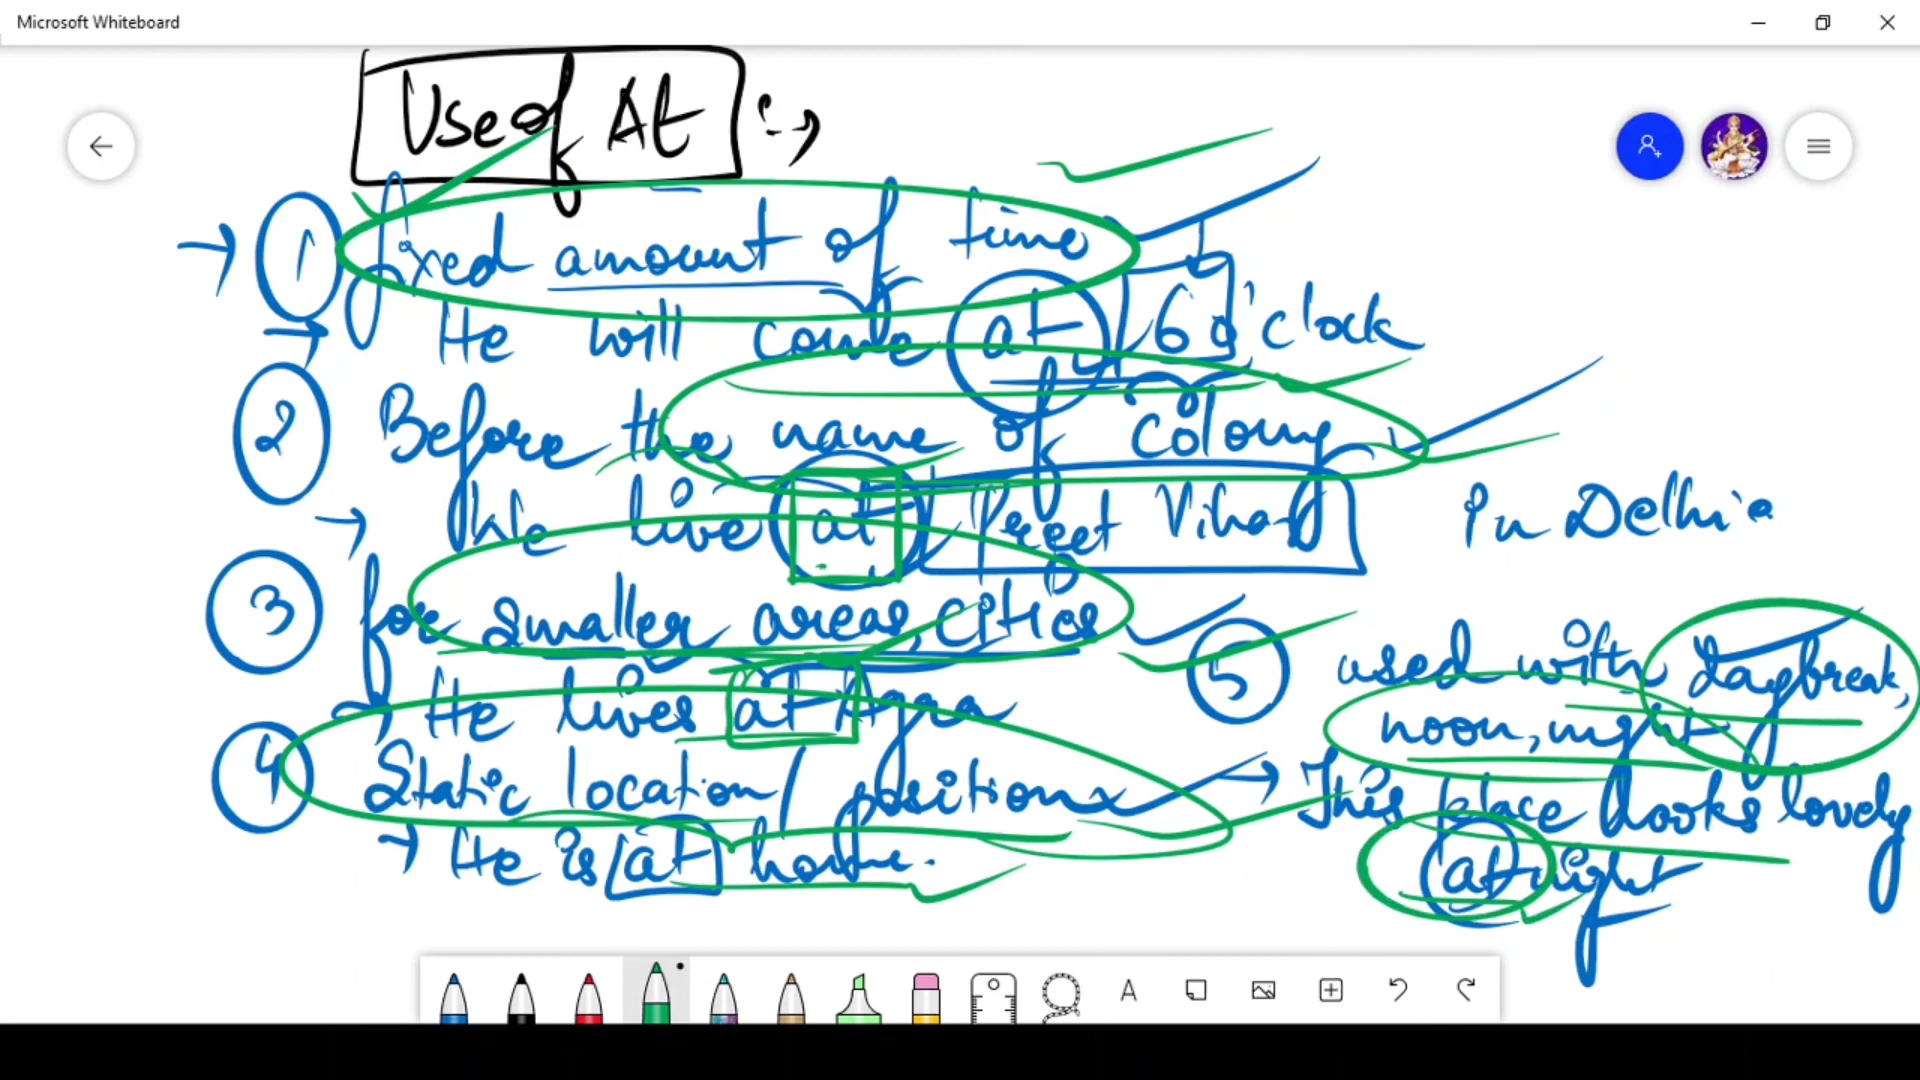 Microsoft Whiteboard
Use of At :→
→ 1 fixed amount of time
→ He will come at 6 o'clock
2 Before the name of Colony
→ We live at Preet Vihar in Delhi.
3 for smaller areas, cities
→ He lives at Agra
4 Static location / position
→ He is at home.
5 used with daybreak,
noon, night
→ This place looks lovely
at night